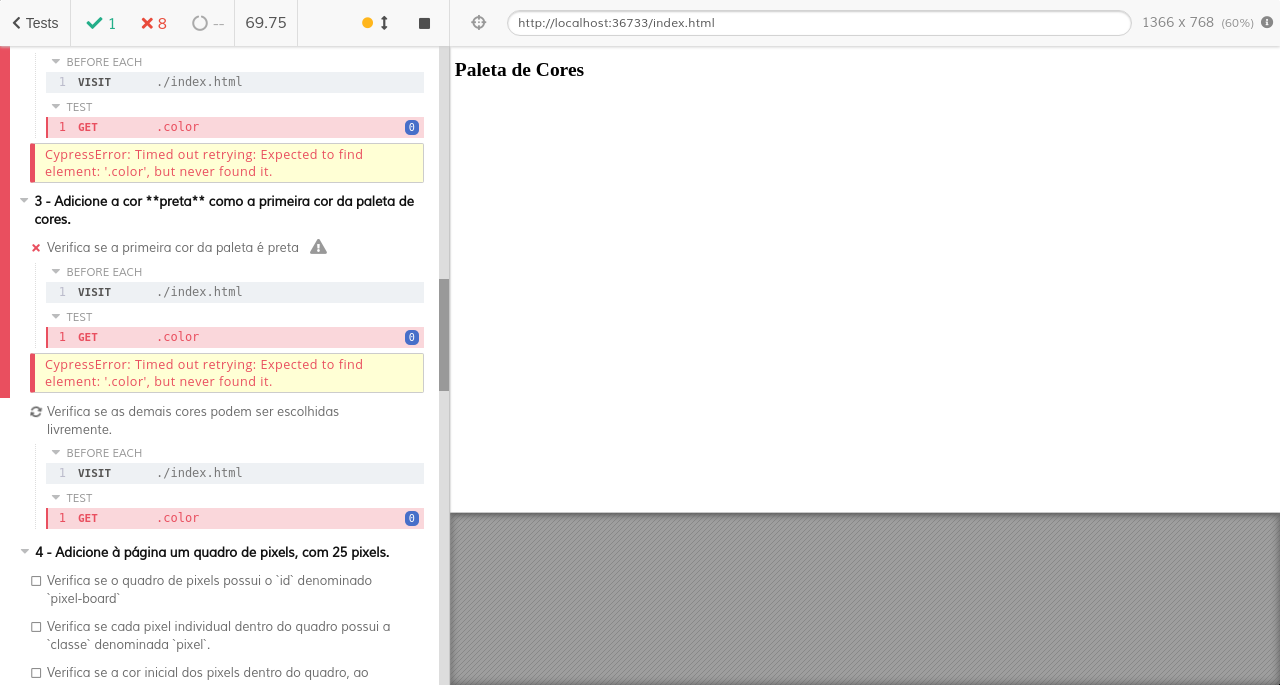 Tests
1
8
--
69.75
http://localhost:36733/index.html
1366 x 768 (60%)
BEFORE EACH
1 VISIT ./index.html
TEST
1 GET .color 0
CypressError: Timed out retrying: Expected to find
element: '.color', but never found it.
3 - Adicione a cor **preta** como a primeira cor da paleta de
cores.
Verifica se a primeira cor da paleta é preta
BEFORE EACH
1 VISIT ./index.html
TEST
1 GET .color 0
CypressError: Timed out retrying: Expected to find
element: '.color', but never found it.
Verifica se as demais cores podem ser escolhidas
livremente.
BEFORE EACH
1 VISIT ./index.html
TEST
1 GET .color 0
4 - Adicione à página um quadro de pixels, com 25 pixels.
Verifica se o quadro de pixels possui o `id` denominado
`pixel-board`
Verifica se cada pixel individual dentro do quadro possui a
`classe` denominada `pixel`.
Verifica se a cor inicial dos pixels dentro do quadro, ao
Paleta de Cores